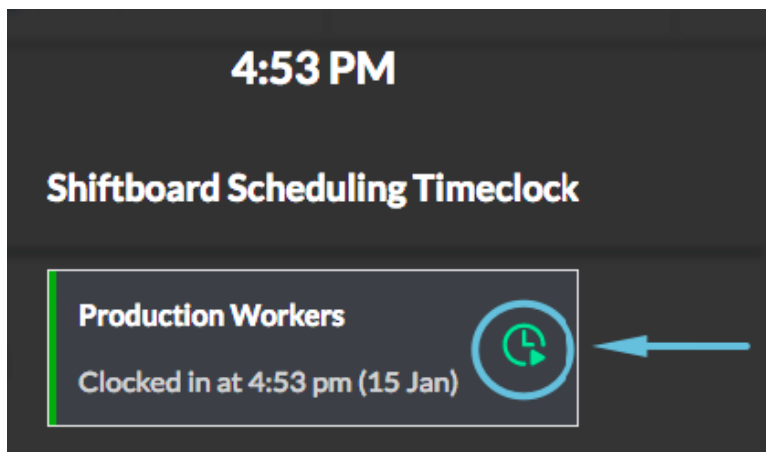 4:53 PM
Shiftboard Scheduling Timeclock
Production Workers
Clocked in at 4:53 pm (15 Jan)